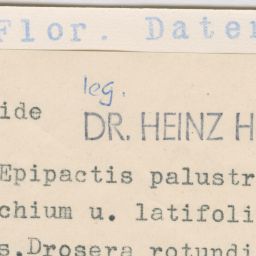 Flor. Daten
leg.
ide
DR. HEINZ H
Epipactis palustr
chium u. latifoli
s.Drosera rotundi